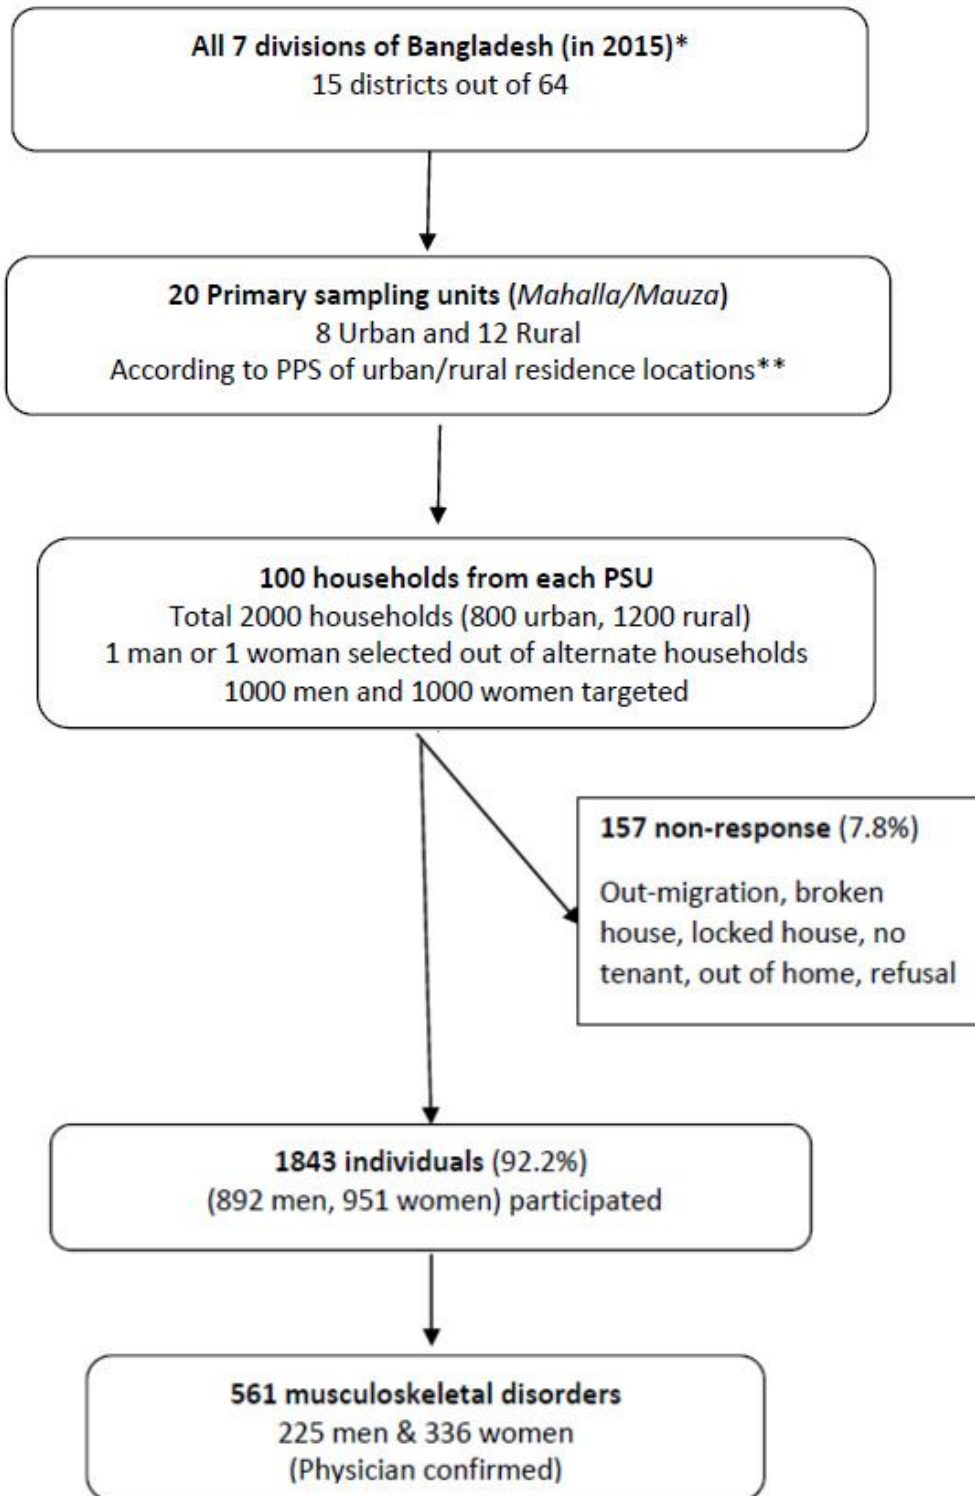 All 7 divisions of Bangladesh (in 2015)*
15 districts out of 64
20 Primary sampling units (Mahalla/Mauza)
8 Urban and 12 Rural
According to PPS of urban/rural residence locations**
100 households from each PSU
Total 2000 households (800 urban, 1200 rural)
1 man or 1 woman selected out of alternate households
1000 men and 1000 women targeted
157 non-response (7.8%)
Out-migration, broken
house, locked house, no
tenant, out of home, refusal
1843 individuals (92.2%)
(892 men, 951 women) participated
561 musculoskeletal disorders
225 men & 336 women
(Physician confirmed)